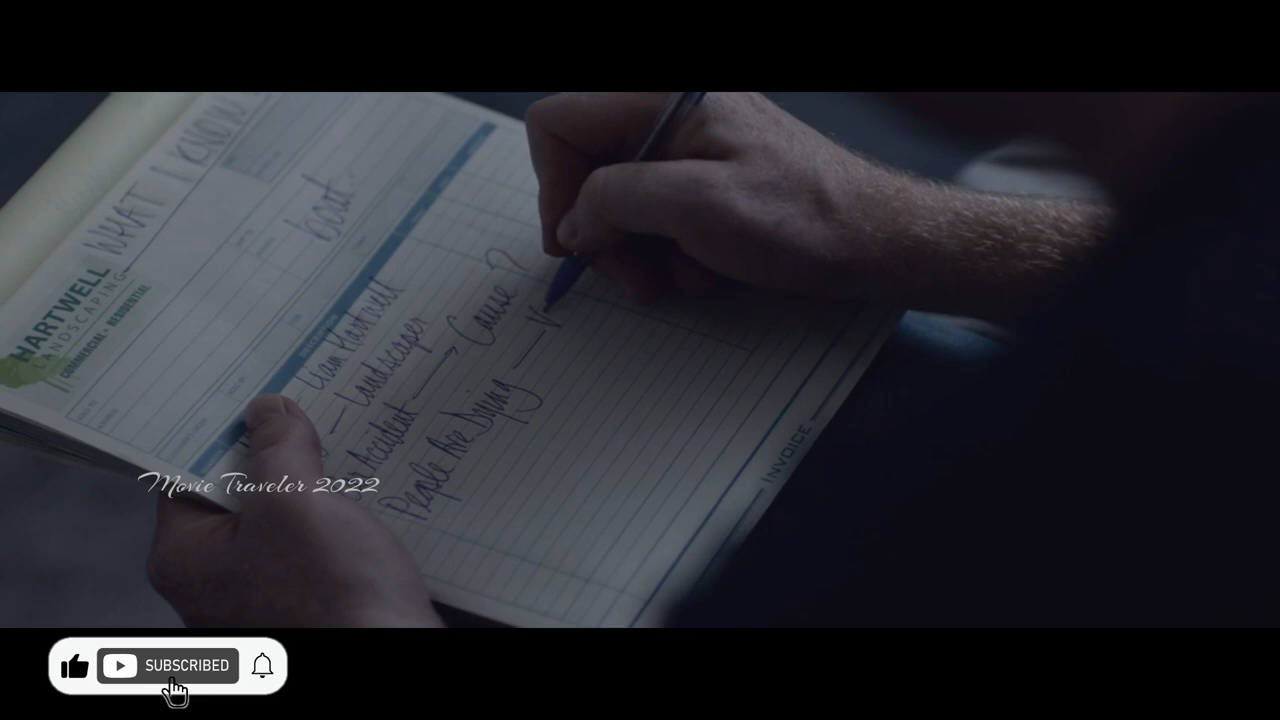 WHAT I KNOW
HARTWELL
LANDSCAPING
COMMERCIAL • RESIDENTIAL
boat
Liam Hartwell
— Landscaper
Accident → Cause?
People Are Dying — V
INVOICE
Movie Traveler 2022
SUBSCRIBED